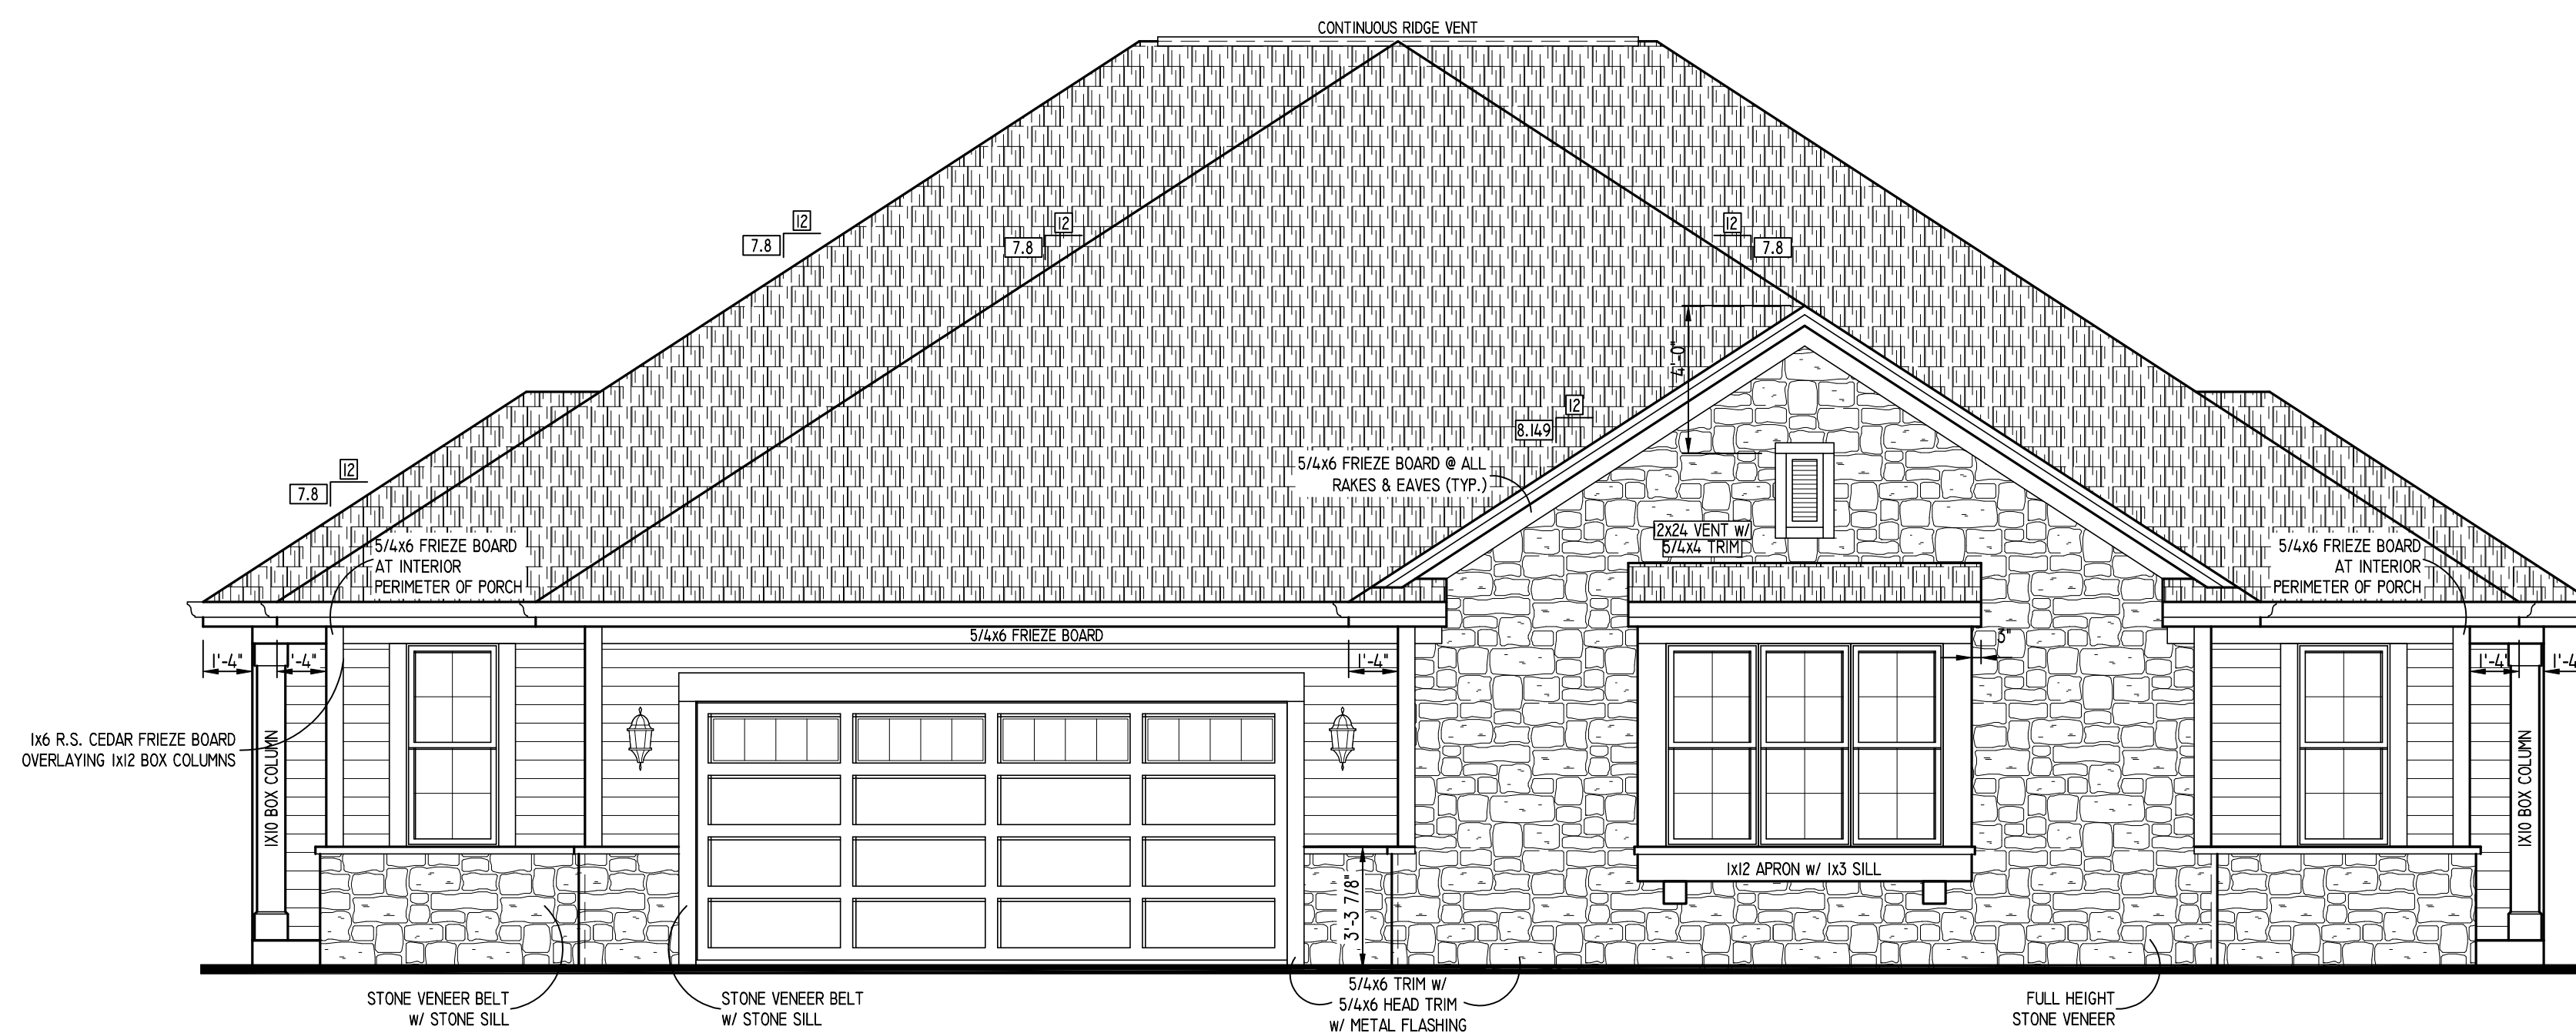 CONTINUOUS RIDGE VENT
12
7.8
12
7.8
12
7.8
4'-0"
12
8.149
12
7.8
5/4x6 FRIEZE BOARD @ ALL
RAKES & EAVES (TYP.)
2x24 VENT w/
5/4x4 TRIM
5/4x6 FRIEZE BOARD
AT INTERIOR
PERIMETER OF PORCH
5/4x6 FRIEZE BOARD
AT INTERIOR
PERIMETER OF PORCH
5/4x6 FRIEZE BOARD
3"
1'-4"
'-4"
1'-4"
1'-4"
1'-4
1x6 R.S. CEDAR FRIEZE BOARD
OVERLAYING 1x12 BOX COLUMNS
1X10 BOX COLUMN
1X10 BOX COLUMN
1x12 APRON w/ 1x3 SILL
3'-3 7/8"
STONE VENEER BELT
w/ STONE SILL
STONE VENEER BELT
w/ STONE SILL
5/4x6 TRIM w/
5/4x6 HEAD TRIM
w/ METAL FLASHING
FULL HEIGHT
STONE VENEER